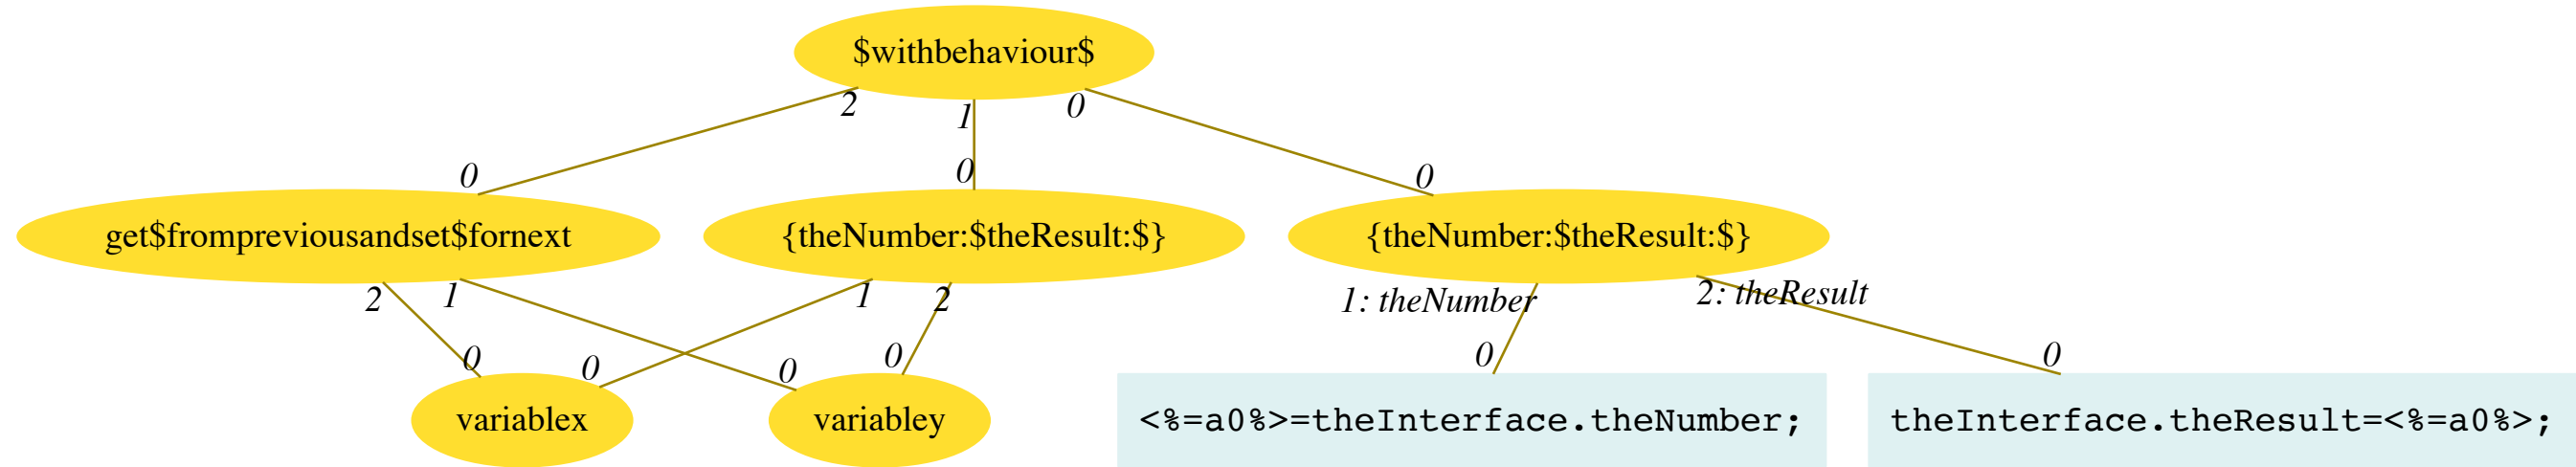 $withbehaviour$
2 1 0
0 0 0
get$frompreviousandset$fornext {theNumber:$theResult:$} {theNumber:$theResult:$}
2 1 1 2 1: theNumber 2: theResult
0 0 0 0 0 0
variablex variabley <%=a0%>=theInterface.theNumber; theInterface.theResult=<%=a0%>;